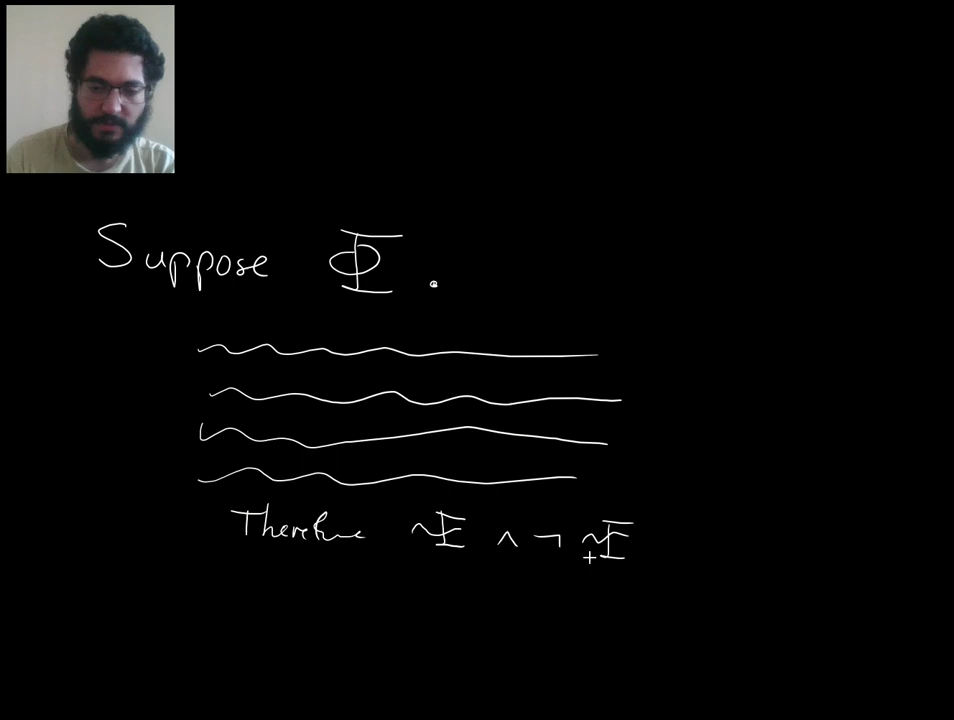 Suppose Φ.
Therefore Ψ ∧ ¬ Ψ